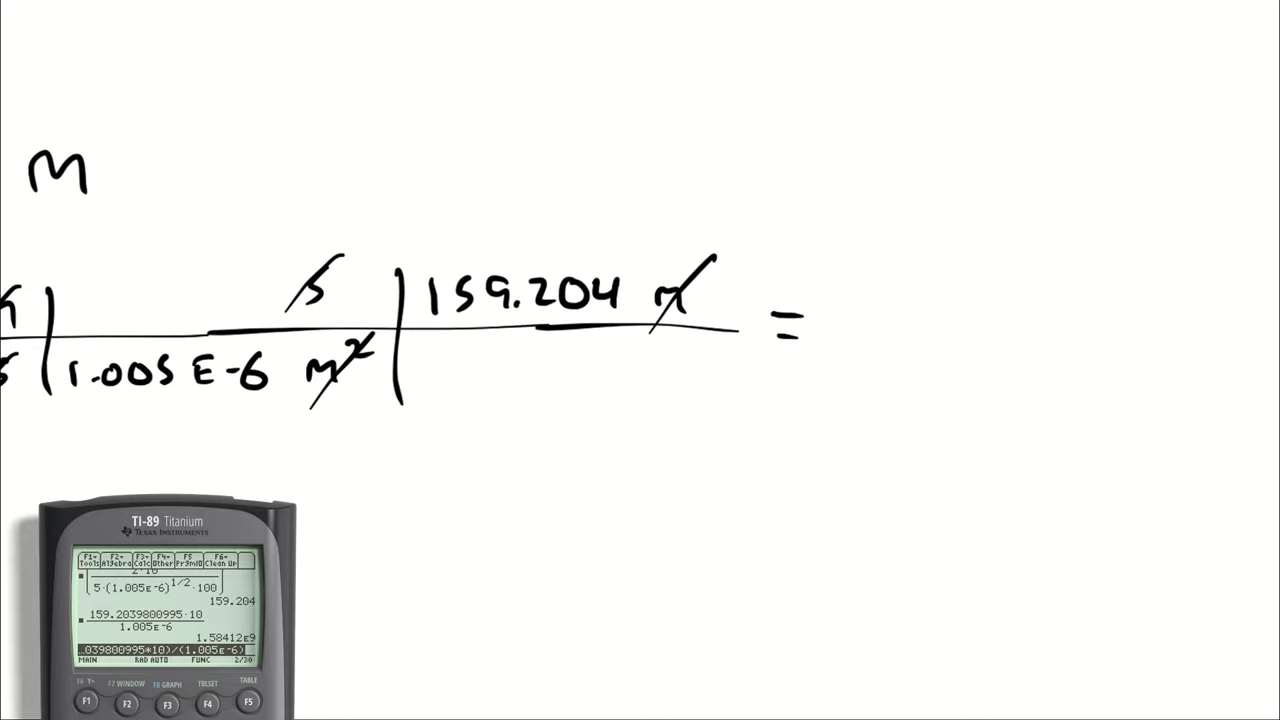 M
s 159.204 m =
1.005 E-6 m²
TI-89 Titanium
TEXAS INSTRUMENTS
F1 F2 F3 F4 F5 F6
Tools Algebra Calc Other PrgmIO Clean Up
5·(1.005E-6)^1/2·100
159.204
159.2039800995·10
1.005E-6
1.58412E9
.039800995*10)/(1.005E-6)
MAIN RAD AUTO FUNC 2/30
F6 Y= F7 WINDOW F8 GRAPH TBLSET TABLE
F1 F2 F3 F4 F5